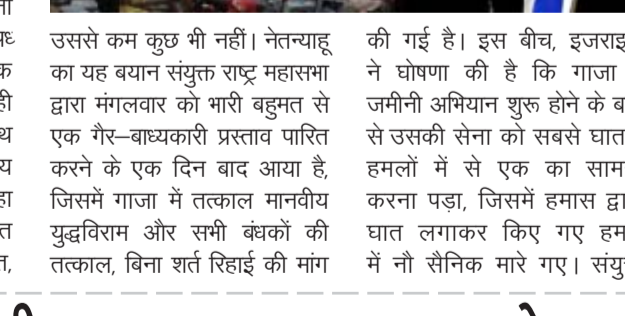 उससे कम कुछ भी नहीं। नेतन्याहू
का यह बयान संयुक्त राष्ट्र महासभा
द्वारा मंगलवार को भारी बहुमत से
एक गैर–बाध्यकारी प्रस्ताव पारित
करने के एक दिन बाद आया है,
जिसमें गाजा में तत्काल मानवीय
युद्धविराम और सभी बंधकों की
तत्काल, बिना शर्त रिहाई की मांग
की गई है। इस बीच,
ने घोषणा की है कि गाजा
जमीनी अभियान शुरू होने के
से उसकी सेना को सबसे
हमलों में से एक का
करना पड़ा, जिसमें हमास
घात लगाकर किए गए
में नौ सैनिक मारे गए।